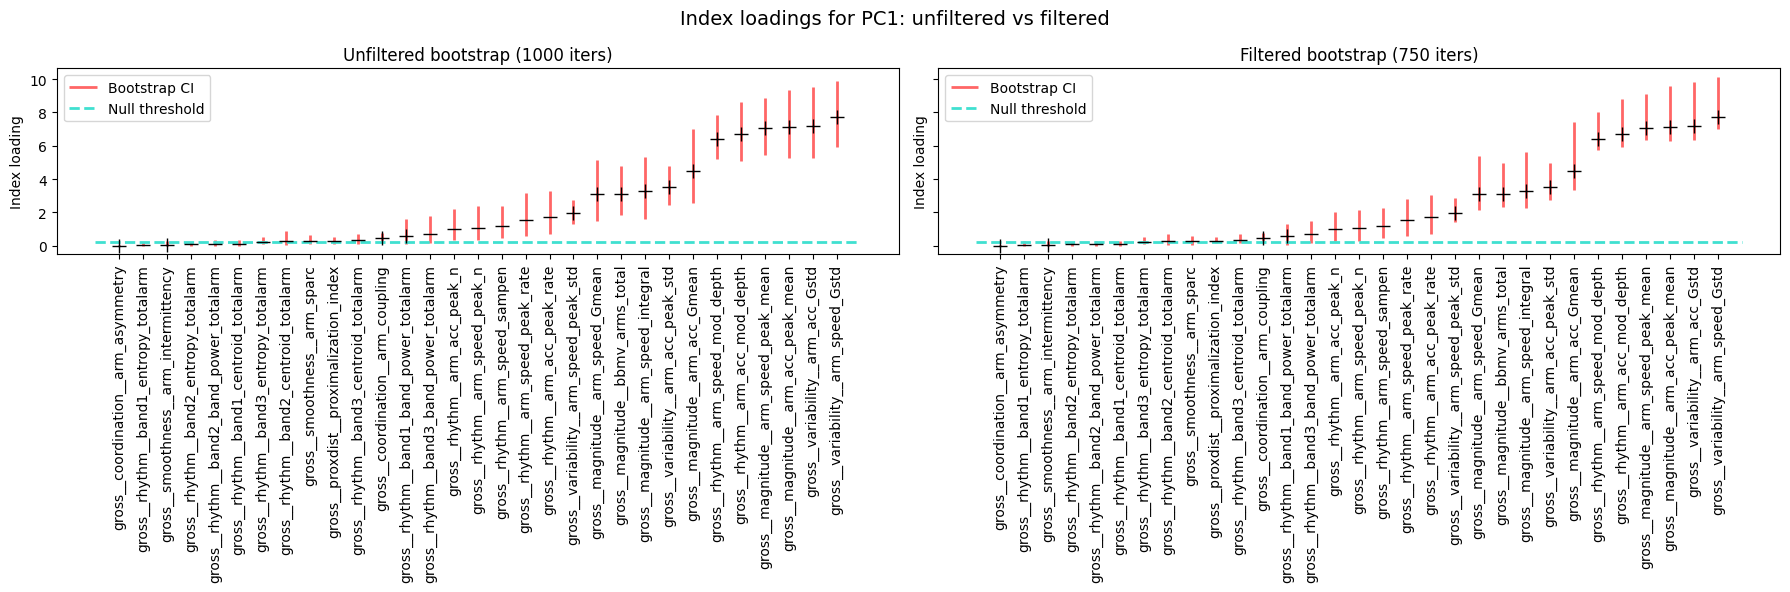 Index loadings for PC1: unfiltered vs filtered
Unfiltered bootstrap (1000 iters)
Bootstrap CI
Null threshold
Index loading
10
8
6
4
2
0
gross__coordination__arm_asymmetry
gross__rhythm__band1_entropy_totalarm
gross__smoothness__arm_intermittency
gross__rhythm__band2_entropy_totalarm
gross__rhythm__band2_band_power_totalarm
gross__rhythm__band1_centroid_totalarm
gross__rhythm__band3_entropy_totalarm
gross__rhythm__band2_centroid_totalarm
gross__smoothness__arm_sparc
gross__proxdist__proximalization_index
gross__rhythm__band3_centroid_totalarm
gross__coordination__arm_coupling
gross__rhythm__band1_band_power_totalarm
gross__rhythm__band3_band_power_totalarm
gross__rhythm__arm_acc_peak_n
gross__rhythm__arm_speed_peak_n
gross__rhythm__arm_speed_sampen
gross__rhythm__arm_speed_peak_rate
gross__rhythm__arm_acc_peak_rate
gross__variability__arm_speed_peak_std
gross__magnitude__arm_speed_Gmean
gross__magnitude__bbmv_arms_total
gross__magnitude__arm_speed_integral
gross__variability__arm_acc_peak_std
gross__magnitude__arm_acc_Gmean
gross__rhythm__arm_speed_mod_depth
gross__rhythm__arm_acc_mod_depth
gross__magnitude__arm_speed_peak_mean
gross__magnitude__arm_acc_peak_mean
gross__variability__arm_acc_Gstd
gross__variability__arm_speed_Gstd
Filtered bootstrap (750 iters)
Bootstrap CI
Null threshold
Index loading
gross__coordination__arm_asymmetry
gross__rhythm__band1_entropy_totalarm
gross__smoothness__arm_intermittency
gross__rhythm__band2_entropy_totalarm
gross__rhythm__band2_band_power_totalarm
gross__rhythm__band1_centroid_totalarm
gross__rhythm__band3_entropy_totalarm
gross__rhythm__band2_centroid_totalarm
gross__smoothness__arm_sparc
gross__proxdist__proximalization_index
gross__rhythm__band3_centroid_totalarm
gross__coordination__arm_coupling
gross__rhythm__band1_band_power_totalarm
gross__rhythm__band3_band_power_totalarm
gross__rhythm__arm_acc_peak_n
gross__rhythm__arm_speed_peak_n
gross__rhythm__arm_speed_sampen
gross__rhythm__arm_speed_peak_rate
gross__rhythm__arm_acc_peak_rate
gross__variability__arm_speed_peak_std
gross__magnitude__arm_speed_Gmean
gross__magnitude__bbmv_arms_total
gross__magnitude__arm_speed_integral
gross__variability__arm_acc_peak_std
gross__magnitude__arm_acc_Gmean
gross__rhythm__arm_speed_mod_depth
gross__rhythm__arm_acc_mod_depth
gross__magnitude__arm_speed_peak_mean
gross__magnitude__arm_acc_peak_mean
gross__variability__arm_acc_Gstd
gross__variability__arm_speed_Gstd